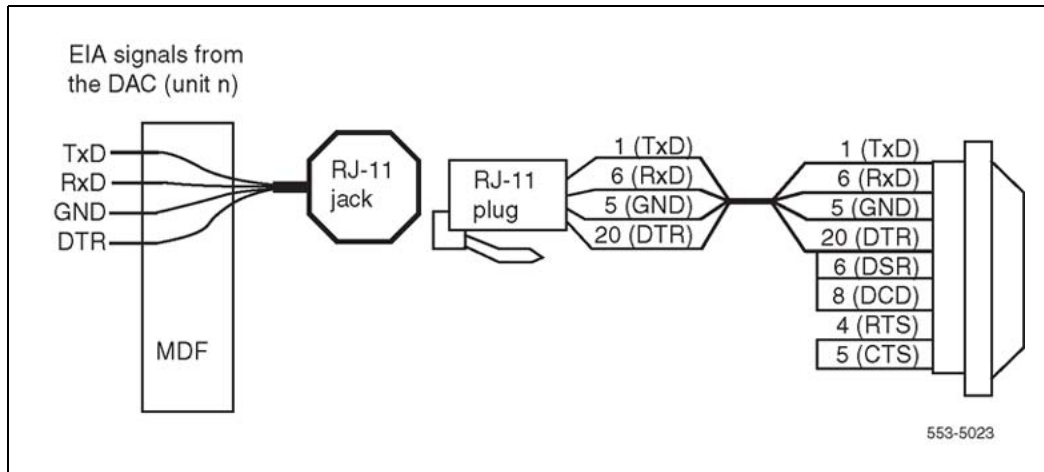 EIA signals from
the DAC (unit n)
TxD
RxD
GND
DTR
MDF
RJ-11
jack
RJ-11
plug
1 (TxD)
6 (RxD)
5 (GND)
20 (DTR)
1 (TxD)
6 (RxD)
5 (GND)
20 (DTR)
6 (DSR)
8 (DCD)
4 (RTS)
5 (CTS)
553-5023